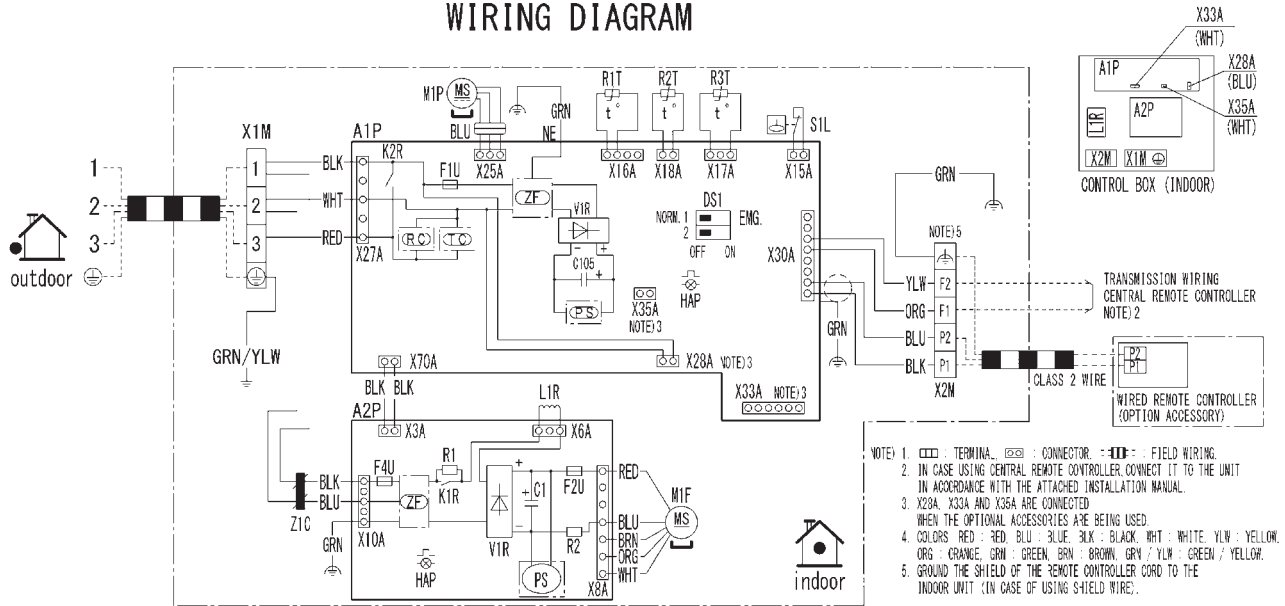 WIRING DIAGRAM
X33A
(WHT)
X28A
(BLU)
X35A
(WHT)
A1P
A2P
L1R
X2M
X1M
CONTROL BOX (INDOOR)
M1P
MS
BLU
X25A
GRN
NE
R1T
t°
X16A
R2T
t°
X18A
R3T
t°
X17A
S1L
X15A
X1M
A1P
K2R
1
2
3
1
2
3
outdoor
GRN/YLW
BLK
WHT
RED
X27A
F1U
ZF
RC
TC
V1R
C105
PS
DS1
NORM. 1
2
EMG.
OFF
ON
HAP
X35A
NOTE)3
X30A
X28A NOTE)3
X33A NOTE)3
GRN
GRN
NOTE)5
YLW
F2
ORG
F1
BLU
P2
BLK
P1
X2M
TRANSMISSION WIRING
CENTRAL REMOTE CONTROLLER
NOTE)2
P2
P1
CLASS 2 WIRE
WIRED REMOTE CONTROLLER
(OPTION ACCESSORY)
X70A
BLK
BLK
A2P
X3A
L1R
X6A
Z1C
BLK
BLU
GRN
X10A
F4U
ZF
R1
K1R
V1R
C1
F2U
R2
PS
HAP
X8A
RED
BLU
BRN
ORG
WHT
M1F
MS
indoor
NOTE) 1. : TERMINAL, : CONNECTOR, : FIELD WIRING.
2. IN CASE USING CENTRAL REMOTE CONTROLLER,CONNECT IT TO THE UNIT
IN ACCORDANCE WITH THE ATTACHED INSTALLATION MANUAL.
3. X28A, X33A AND X35A ARE CONNECTED
WHEN THE OPTIONAL ACCESSORIES ARE BEING USED.
4. COLORS RED : RED, BLU : BLUE, BLK : BLACK, WHT : WHITE, YLW : YELLOW,
ORG : ORANGE, GRN : GREEN, BRN : BROWN, GRN / YLW : GREEN / YELLOW.
5. GROUND THE SHIELD OF THE REMOTE CONTROLLER CORD TO THE
INDOOR UNIT (IN CASE OF USING SHIELD WIRE).